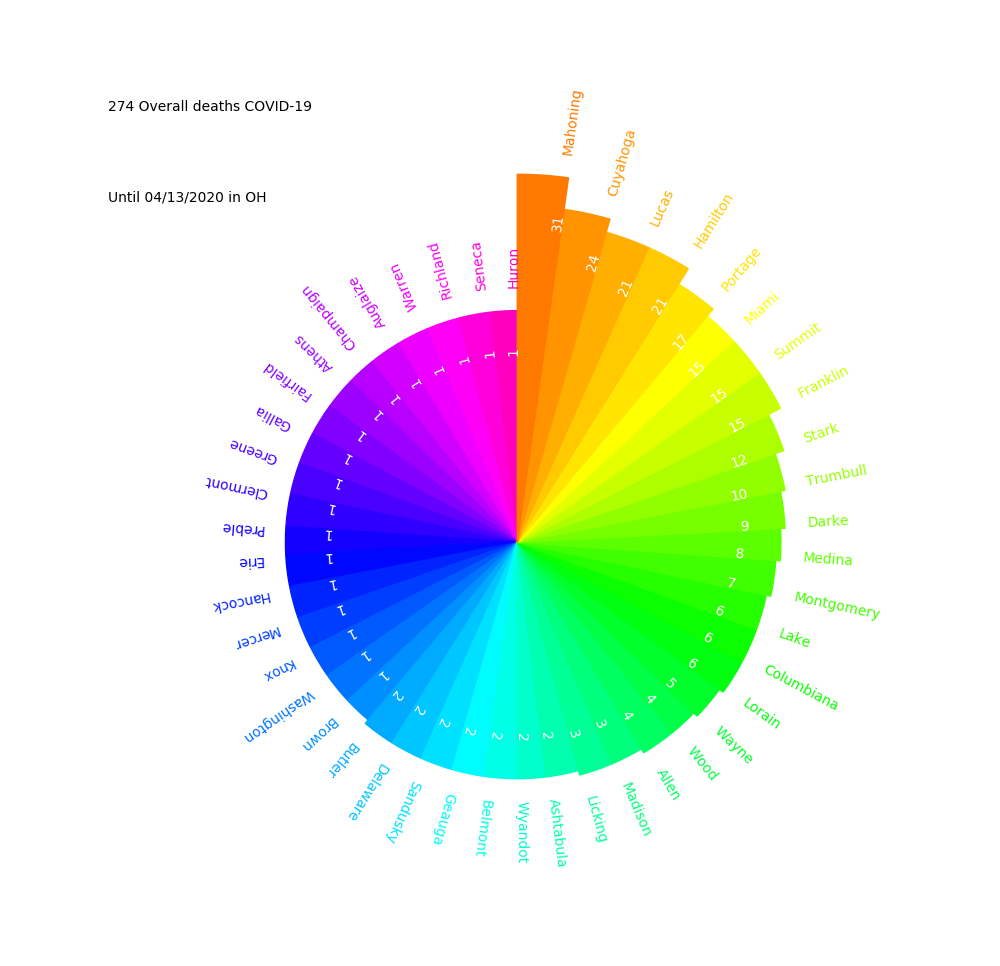 274 Overall deaths COVID-19
Until 04/13/2020 in OH
Mahoning
31
Cuyahoga
24
Lucas
21
Hamilton
21
Portage
17
Miami
15
Summit
15
Franklin
15
Stark
12
Trumbull
10
Darke
9
Medina
8
Montgomery
7
Lake
6
Columbiana
6
Lorain
6
Wayne
5
Wood
4
Allen
4
Madison
3
Licking
3
Ashtabula
2
Wyandot
2
Belmont
2
Geauga
2
Sandusky
2
Delaware
2
Butler
2
Brown
1
Washington
1
Knox
1
Mercer
1
Hancock
1
Erie
1
Preble
1
Clermont
1
Greene
1
Gallia
1
Fairfield
1
Athens
1
Champaign
1
Auglaize
1
Warren
1
Richland
1
Seneca
1
Huron
1